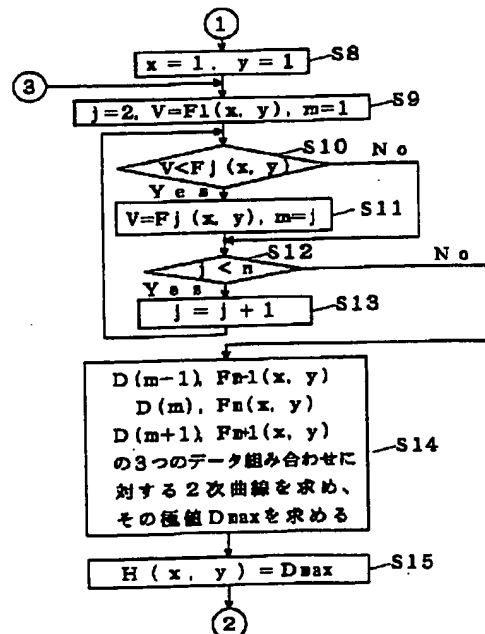 1
x = 1, y = 1 S8
3
j=2, V=F1(x, y), m=1 S9
S10
V<Fj(x, y) No
Yes
V=Fj(x, y), m=j S11
S12
j < n No
Yes
j = j + 1 S13
D(m-1), Fm-1(x, y)
D(m), Fm(x, y)
D(m+1), Fm+1(x, y)
の3つのデータ組み合わせに S14
対する2次曲線を求め、
その極値Dmaxを求める
H(x, y)=Dmax S15
2